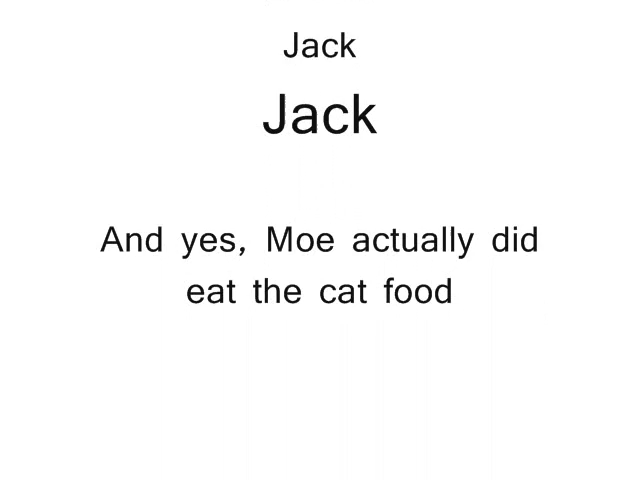 Jack
Jack
And yes, Moe actually did
eat the cat food